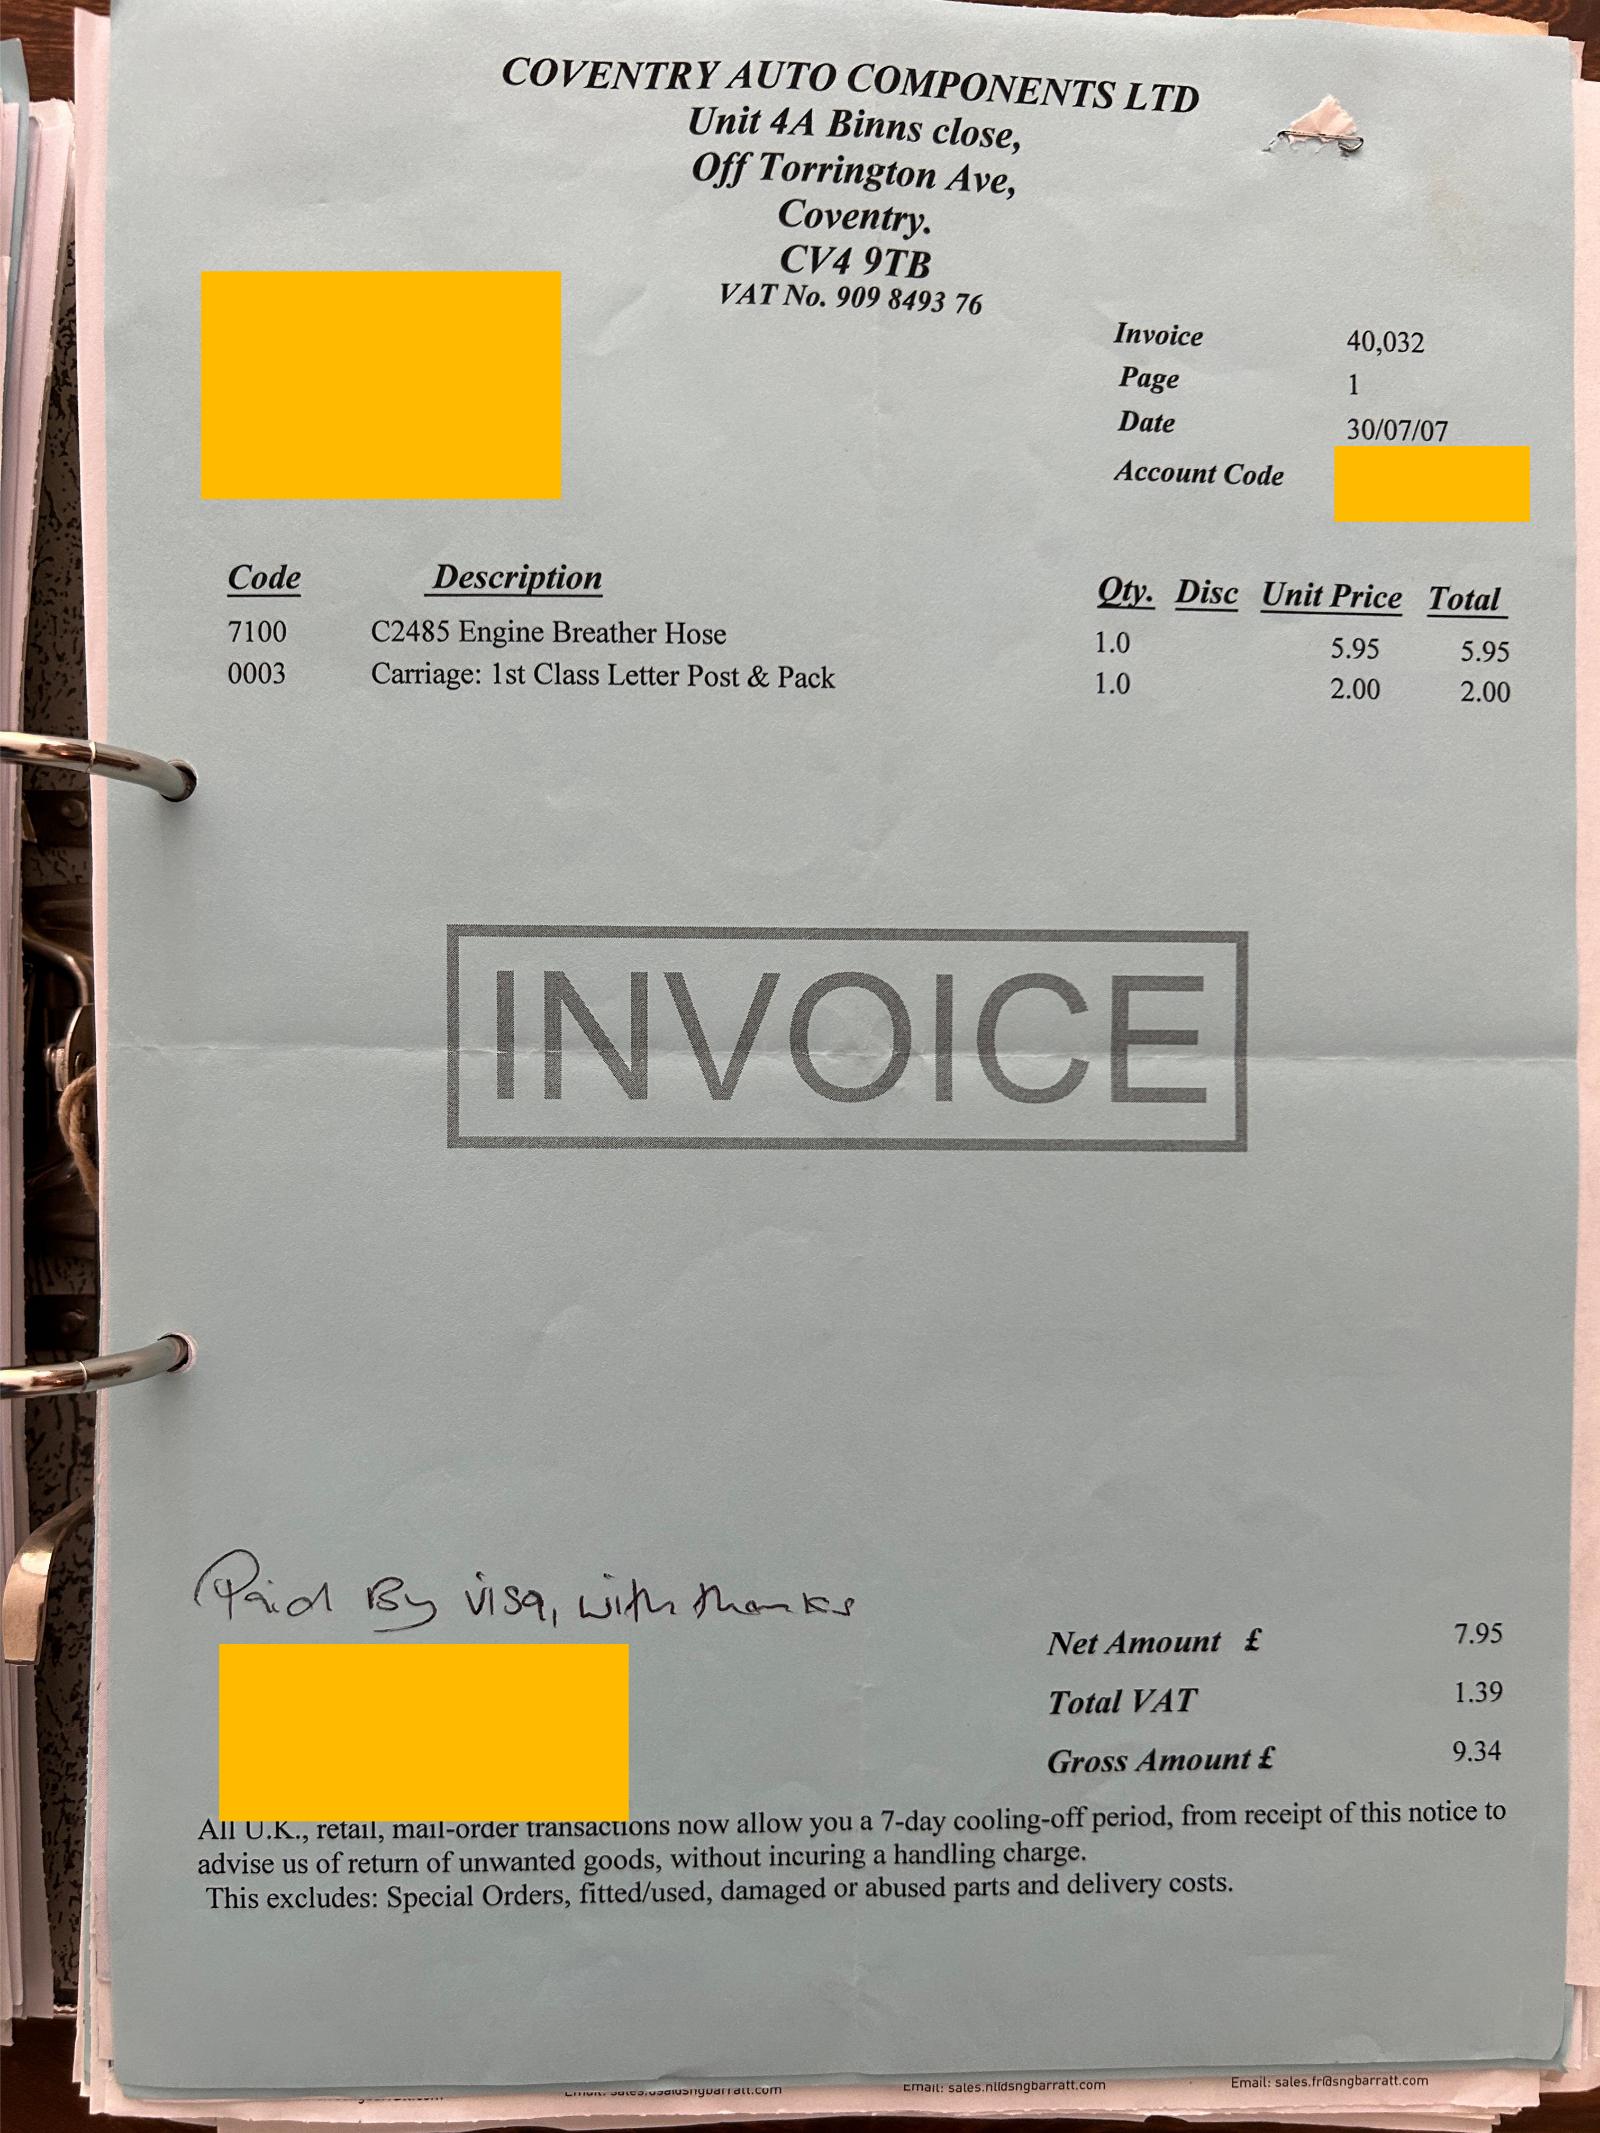 COVENTRY AUTO COMPONENTS LTD
Unit 4A Binns close,
Off Torrington Ave,
Coventry.
CV4 9TB
VAT No. 909 8493 76
Invoice 40,032
Page 1
Date 30/07/07
Account Code
Code Description Qty. Disc Unit Price Total
7100 C2485 Engine Breather Hose 1.0 5.95 5.95
0003 Carriage: 1st Class Letter Post & Pack 1.0 2.00 2.00
INVOICE
Paid By visa, with thanks
Net Amount £ 7.95
Total VAT 1.39
Gross Amount £ 9.34
All U.K., retail, mail-order transactions now allow you a 7-day cooling-off period, from receipt of this notice to
advise us of return of unwanted goods, without incuring a handling charge.
This excludes: Special Orders, fitted/used, damaged or abused parts and delivery costs.
Email: sales.nl@sngbarratt.com Email: sales.fr@sngbarratt.com